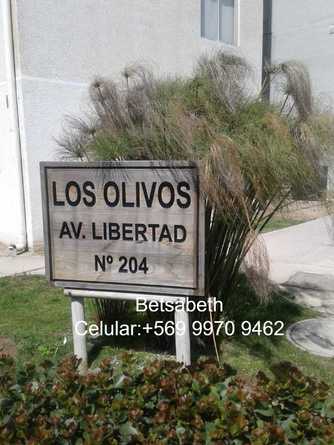 LOS OLIVOS
AV. LIBERTAD
Nº 204
Betsabeth
Celular:+569 9970 9462